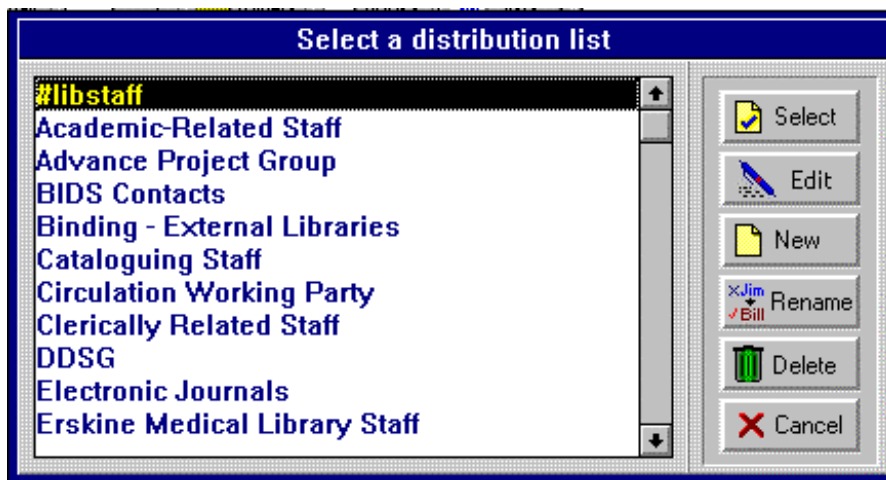 Select a distribution list
#libstaff
Academic-Related Staff
Advance Project Group
BIDS Contacts
Binding - External Libraries
Cataloguing Staff
Circulation Working Party
Clerically Related Staff
DDSG
Electronic Journals
Erskine Medical Library Staff
Select
Edit
New
xJim
✓Bill
Rename
Delete
Cancel